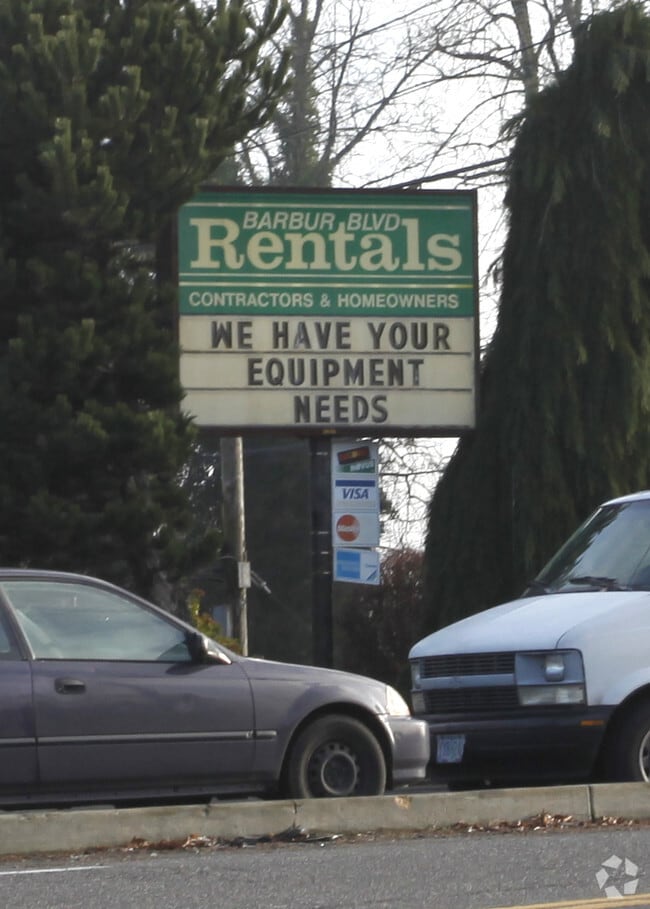 BARBUR BLVD
Rentals
CONTRACTORS & HOMEOWNERS
WE HAVE YOUR
EQUIPMENT
NEEDS
VISA